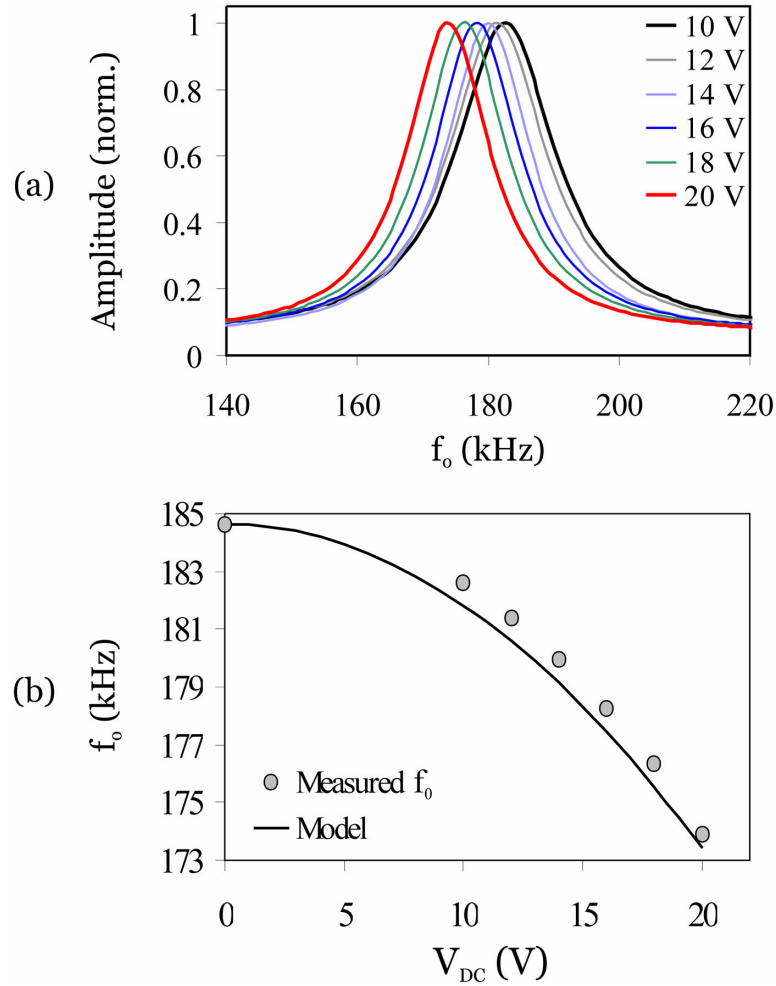 (a)
Amplitude (norm.)
1
0.8
0.6
0.4
0.2
0
10 V
12 V
14 V
16 V
18 V
20 V
140
160
180
200
220
fₒ (kHz)
(b)
fₒ (kHz)
185
183
181
179
177
175
173
Measured f₀
Model
0
5
10
15
20
V_DC (V)